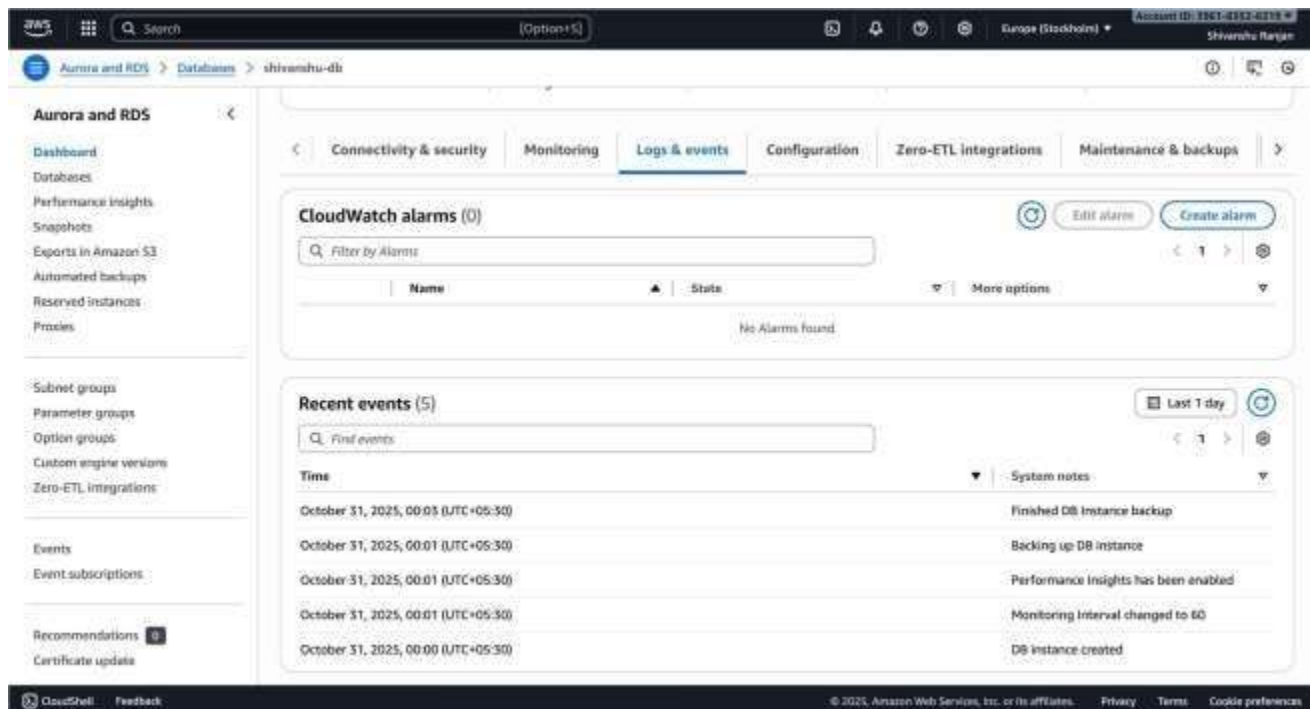 aws
Search
[Option+S]
Europe (Stockholm)
Shivanshu Ranjan
Aurora and RDS > Databases > shivanshu-db
Aurora and RDS
Dashboard
Databases
Performance insights
Snapshots
Exports in Amazon S3
Automated backups
Reserved instances
Proxies
Subnet groups
Parameter groups
Option groups
Custom engine versions
Zero-ETL integrations
Events
Event subscriptions
Recommendations 0
Certificate update
Connectivity & security
Monitoring
Logs & events
Configuration
Zero-ETL integrations
Maintenance & backups
CloudWatch alarms (0)
Edit alarm
Create alarm
Filter by Alarms
1
Name
State
More options
No Alarms found
Recent events (5)
Last 1 day
Find events
1
Time
System notes
October 31, 2025, 00:03 (UTC+05:30)
Finished DB Instance backup
October 31, 2025, 00:01 (UTC+05:30)
Backing up DB instance
October 31, 2025, 00:01 (UTC+05:30)
Performance Insights has been enabled
October 31, 2025, 00:01 (UTC+05:30)
Monitoring Interval changed to 60
October 31, 2025, 00:00 (UTC+05:30)
DB instance created
CloudShell
Feedback
© 2025, Amazon Web Services, Inc. or its affiliates.
Privacy
Terms
Cookie preferences